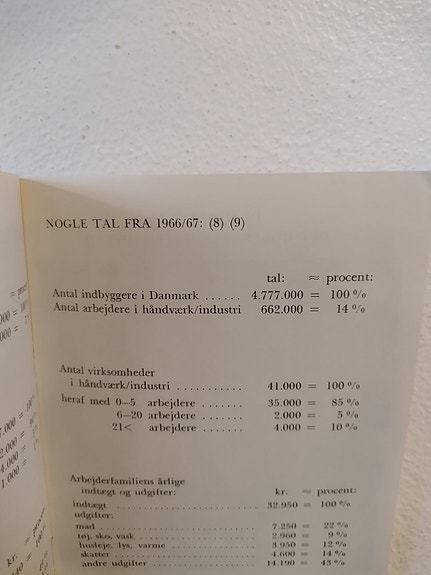 NOGLE TAL FRA 1966/67: (8) (9)
tal: ≈ procent:
Antal indbyggere i Danmark ...... 4.777.000 = 100 %
Antal arbejdere i håndværk/industri 662.000 = 14 %
Antal virksomheder
i håndværk/industri ........... 41.000 = 100 %
heraf med 0–5 arbejdere ....... 35.000 = 85 %
6–20 arbejdere ....... 2.000 = 5 %
21< arbejdere ....... 4.000 = 10 %
Arbejderfamiliens årlige
indtægt og udgifter: kr. ≈ procent:
indtægt ............................ 32.950 = 100 %
udgifter:
mad ............................ 7.250 = 22 %
tøj, sko, vask .................... 2.960 = 9 %
husleje, lys, varme ................ 3.950 = 12 %
skatter ............................ 4.600 = 14 %
andre udgifter .................... 14.190 = 43 %